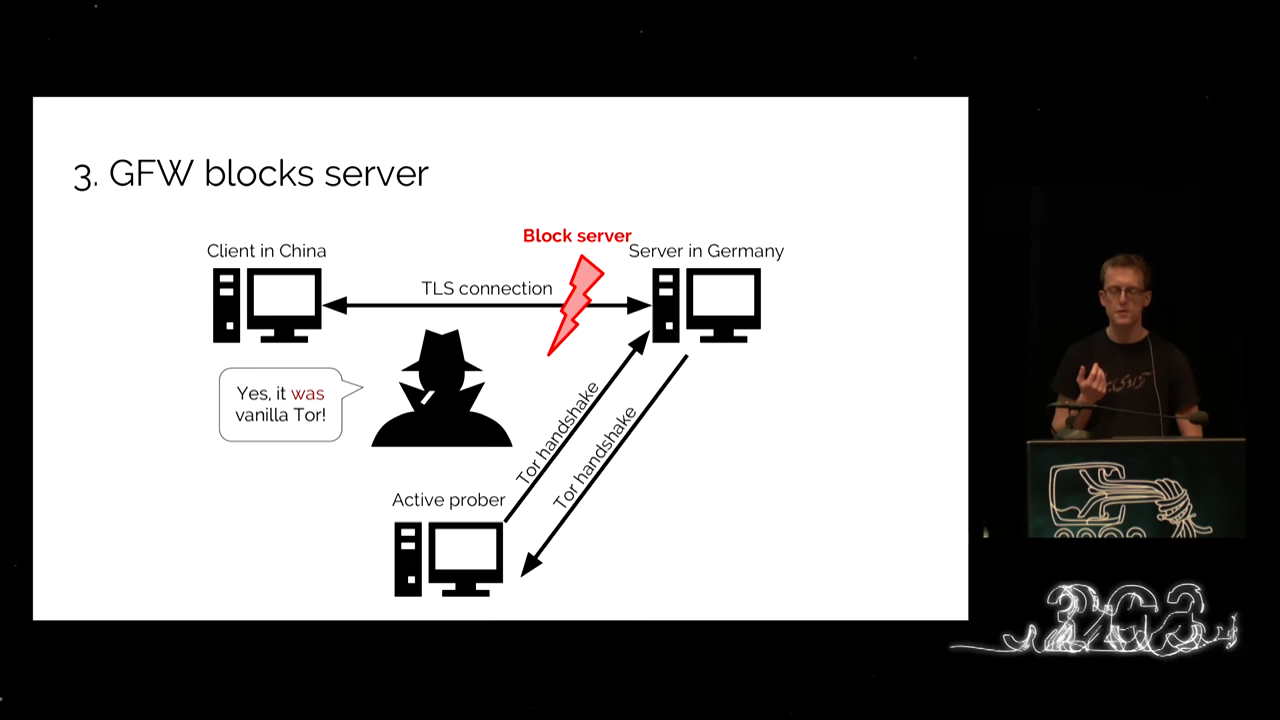 3. GFW blocks server
Block server
Client in China
Server in Germany
TLS connection
Yes, it was
vanilla Tor!
Tor handshake
Tor handshake
Active prober
32C3